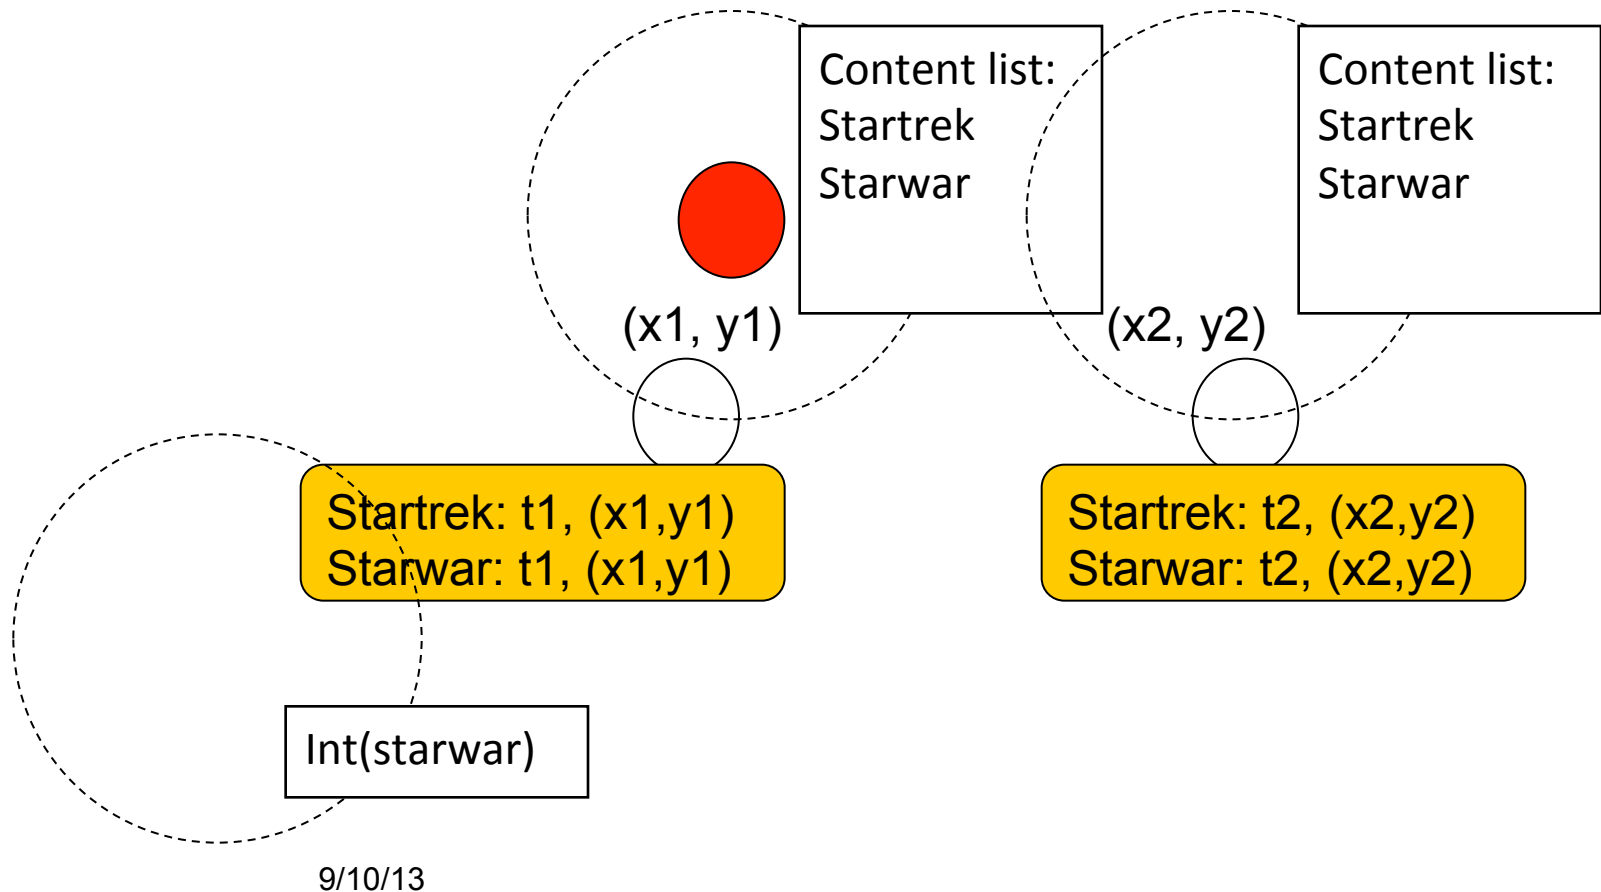 Content list:
Startrek
Starwar
Content list:
Startrek
Starwar
(x1, y1)
(x2, y2)
Startrek: t1, (x1,y1)
Starwar: t1, (x1,y1)
Startrek: t2, (x2,y2)
Starwar: t2, (x2,y2)
Int(starwar)
9/10/13